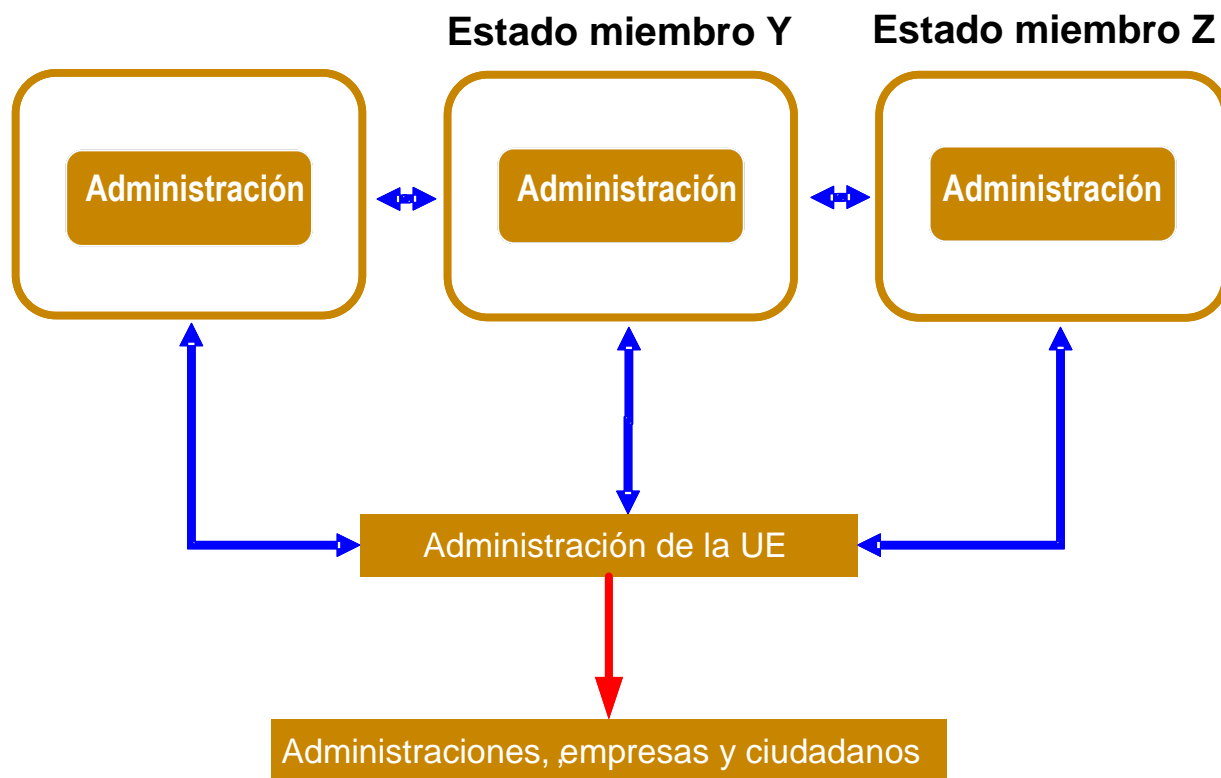 Estado miembro Y
Estado miembro Z
Administración
Administración
Administración
Administración de la UE
Administraciones, empresas y ciudadanos